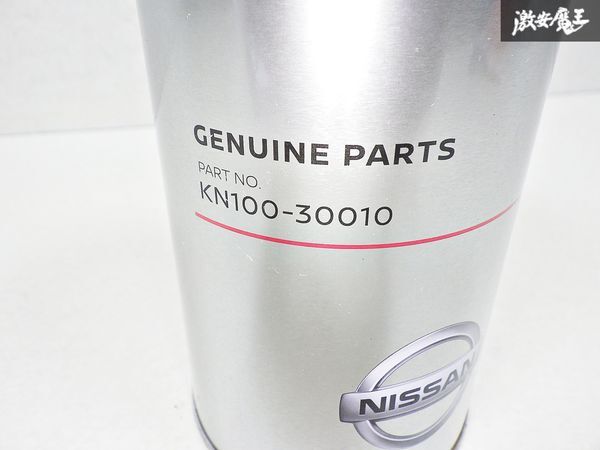 激安魔王
GENUINE PARTS
PART NO.
KN100-30010
NISSAN